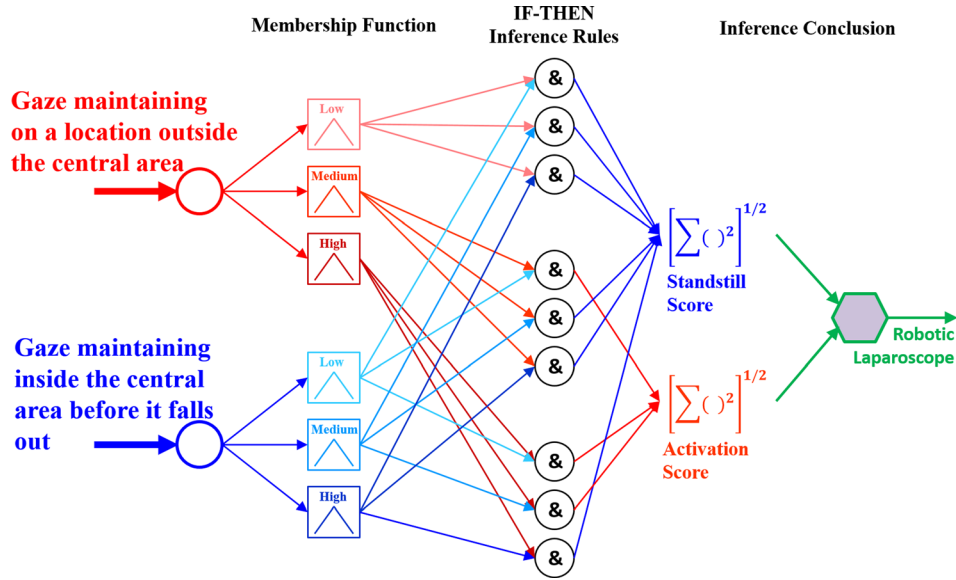 Membership Function
IF-THEN
Inference Rules
Inference Conclusion
Gaze maintaining
on a location outside
the central area
Low
Medium
High
Gaze maintaining
inside the central
area before it falls
out
Low
Medium
High
&
&
&
&
&
&
&
&
&
[∑( )²]^1/2
Standstill
Score
[∑( )²]^1/2
Activation
Score
Robotic
Laparoscope